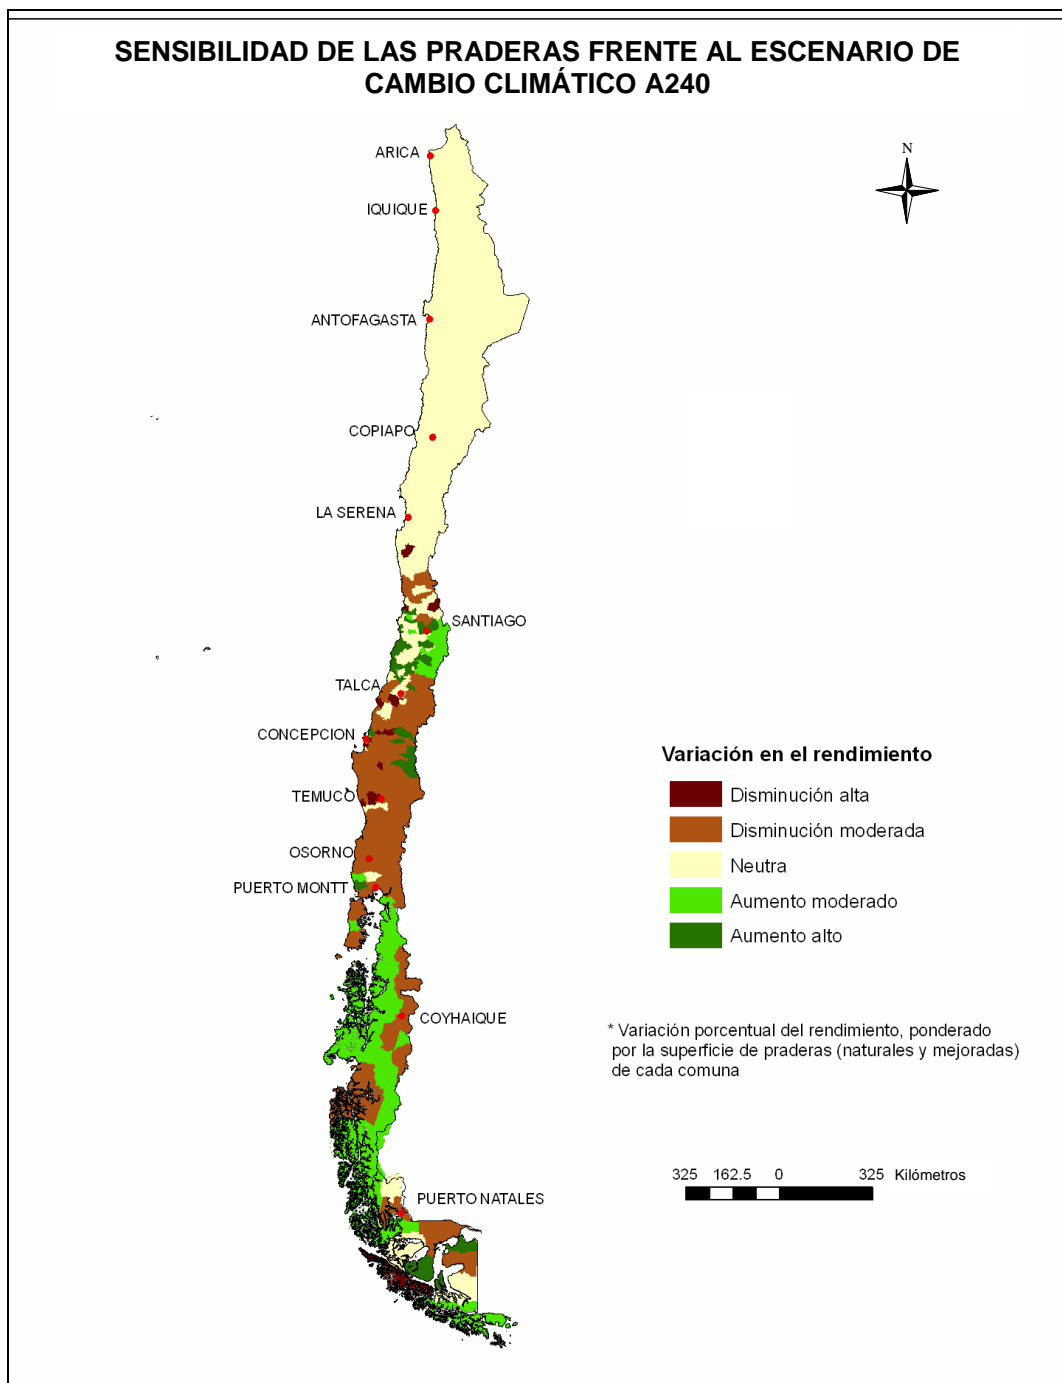 SENSIBILIDAD DE LAS PRADERAS FRENTE AL ESCENARIO DE
CAMBIO CLIMÁTICO A240
N
ARICA
IQUIQUE
ANTOFAGASTA
COPIAPO
LA SERENA
SANTIAGO
TALCA
CONCEPCION
TEMUCO
OSORNO
PUERTO MONTT
COYHAIQUE
PUERTO NATALES
Variación en el rendimiento
Disminución alta
Disminución moderada
Neutra
Aumento moderado
Aumento alto
* Variación porcentual del rendimiento, ponderado
por la superficie de praderas (naturales y mejoradas)
de cada comuna
325 162.5 0 325 Kilómetros